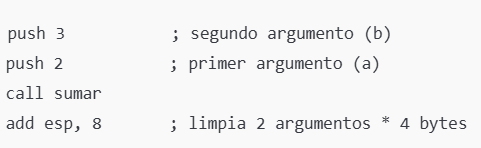 push 3          ; segundo argumento (b)
push 2          ; primer argumento (a)
call sumar
add esp, 8      ; limpia 2 argumentos * 4 bytes